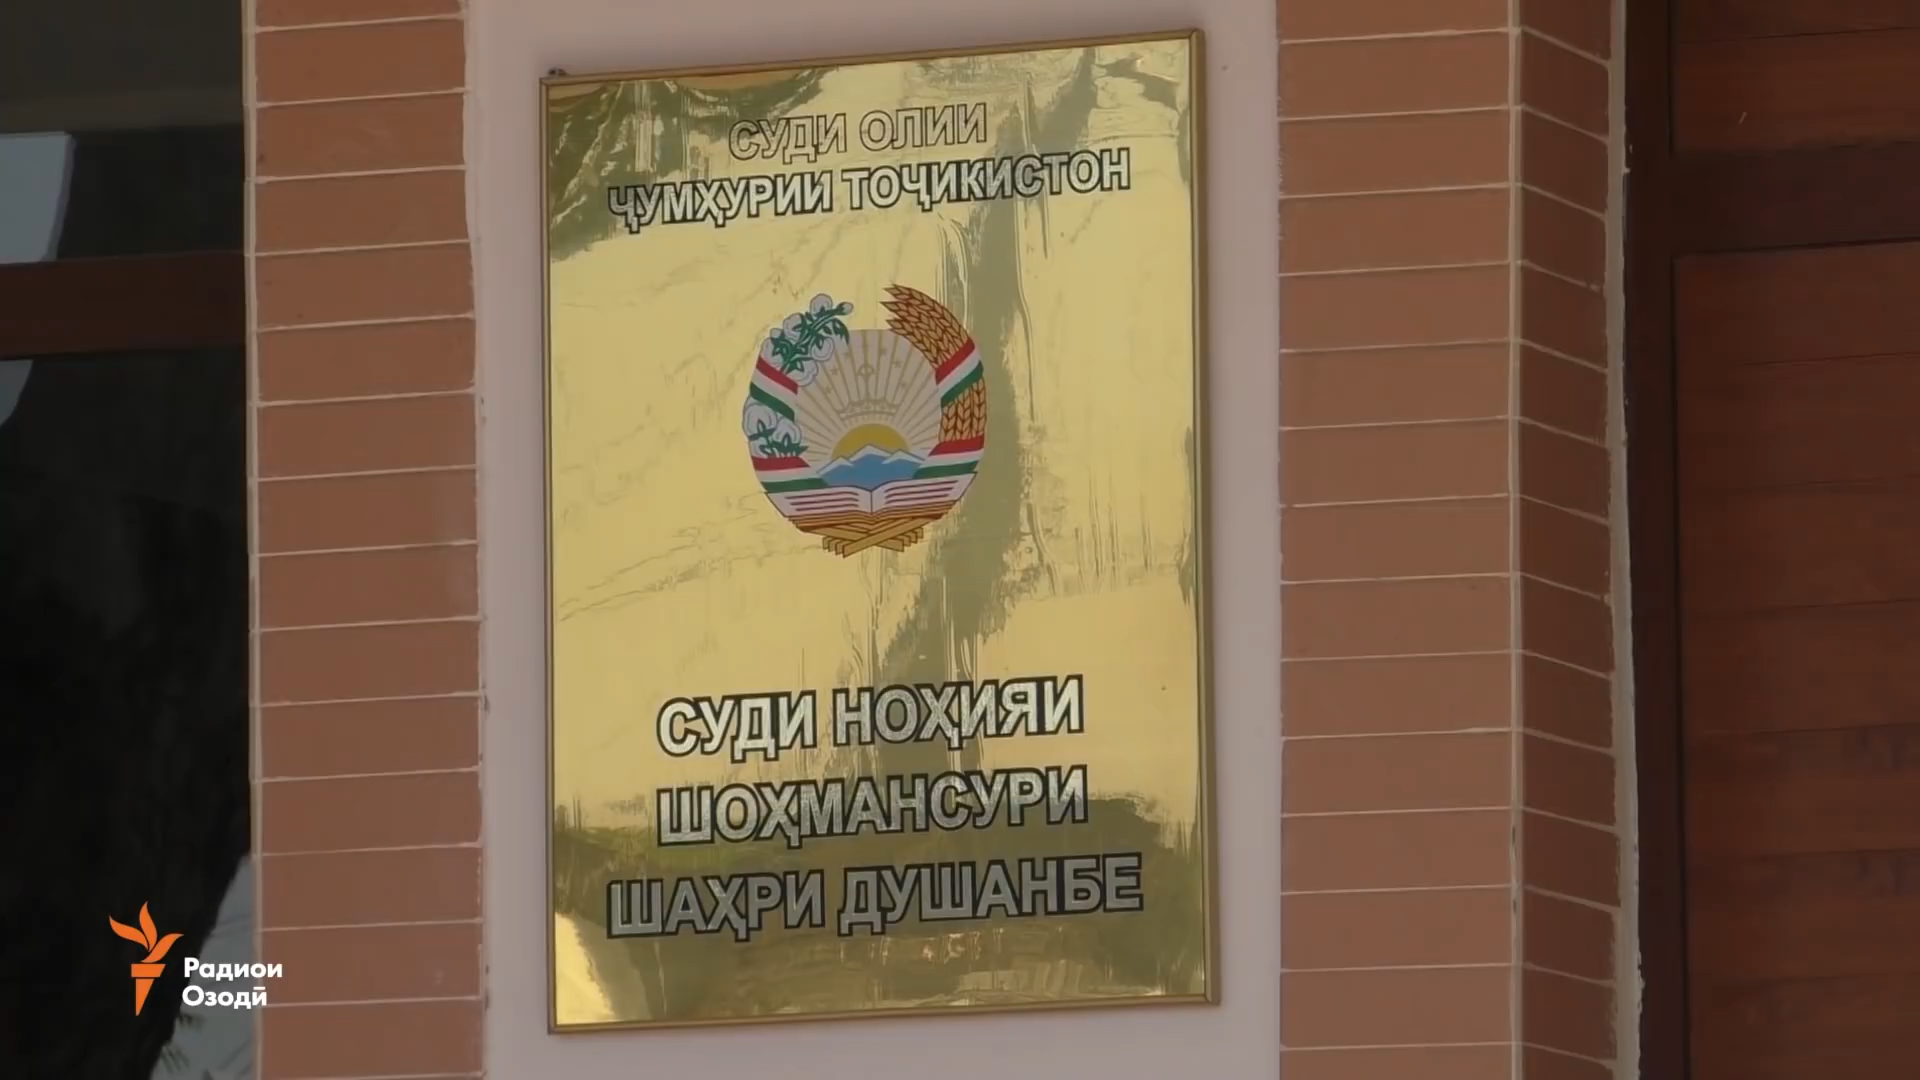 СУДИ ОЛИИ
ҶУМҲУРИИ ТОҶИКИСТОН
СУДИ НОҲИЯИ
ШОҲМАНСУРИ
ШАҲРИ ДУШАНБЕ
Радиои
Озодӣ